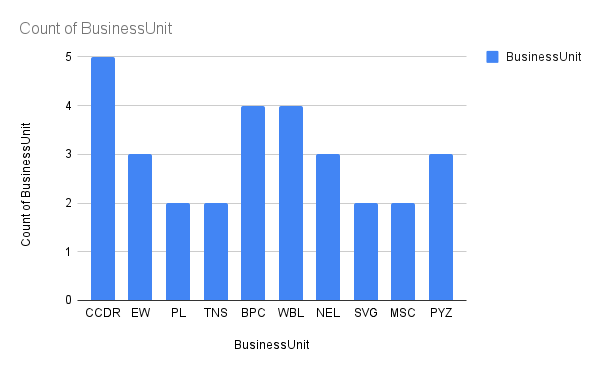 Count of BusinessUnit
BusinessUnit
5
4
3
2
1
0
Count of BusinessUnit
CCDR EW PL TNS BPC WBL NEL SVG MSC PYZ
BusinessUnit